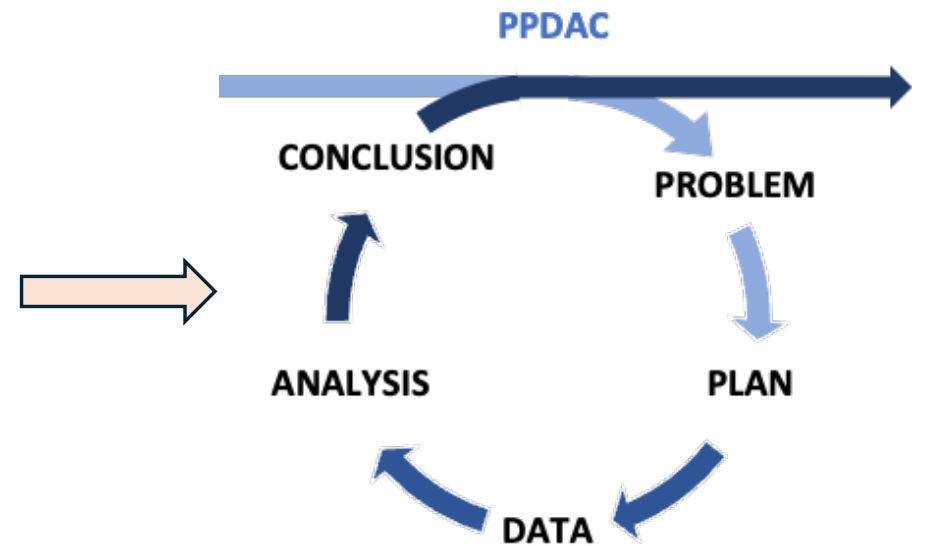 PPDAC
CONCLUSION
PROBLEM
ANALYSIS
PLAN
DATA